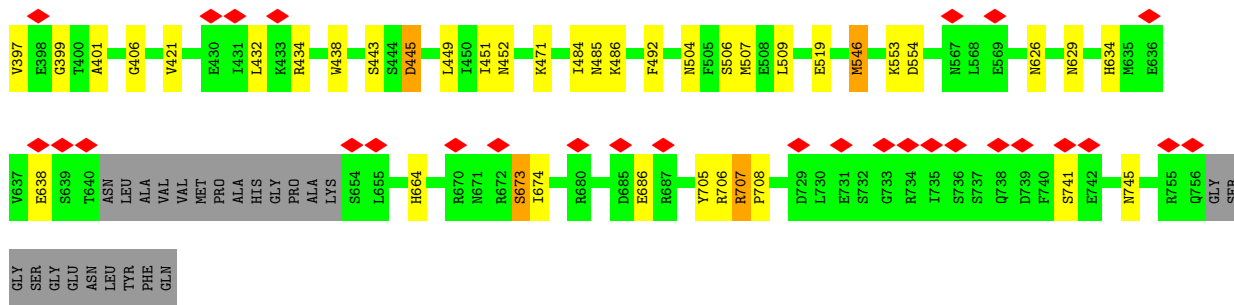 V397 E398 G399 T400 A401 G406 V421 E430 I431 L432 K433 R434 W438 S443 S444 D445 L449 I450 I451 N452 K471 I484 N485 K486 F492 N504 F505 S506 M507 E508 L509 E519 M546 K553 D554 N567 L568 E569 N626 N629 H634 M635 E636
V637 E638 S639 T640 ASN LEU ALA VAL VAL MET PRO ALA HIS GLY PRO ALA LYS S654 L655 H664 R670 N671 R672 S673 I674 R680 D685 E686 R687 Y705 R706 R707 P708 D729 L730 E731 S732 G733 R734 I735 S736 S737 Q738 D739 F740 S741 E742 N745 R755 Q756 GLY SER
GLY SER GLY GLU ASN LEU TYR PHE GLN